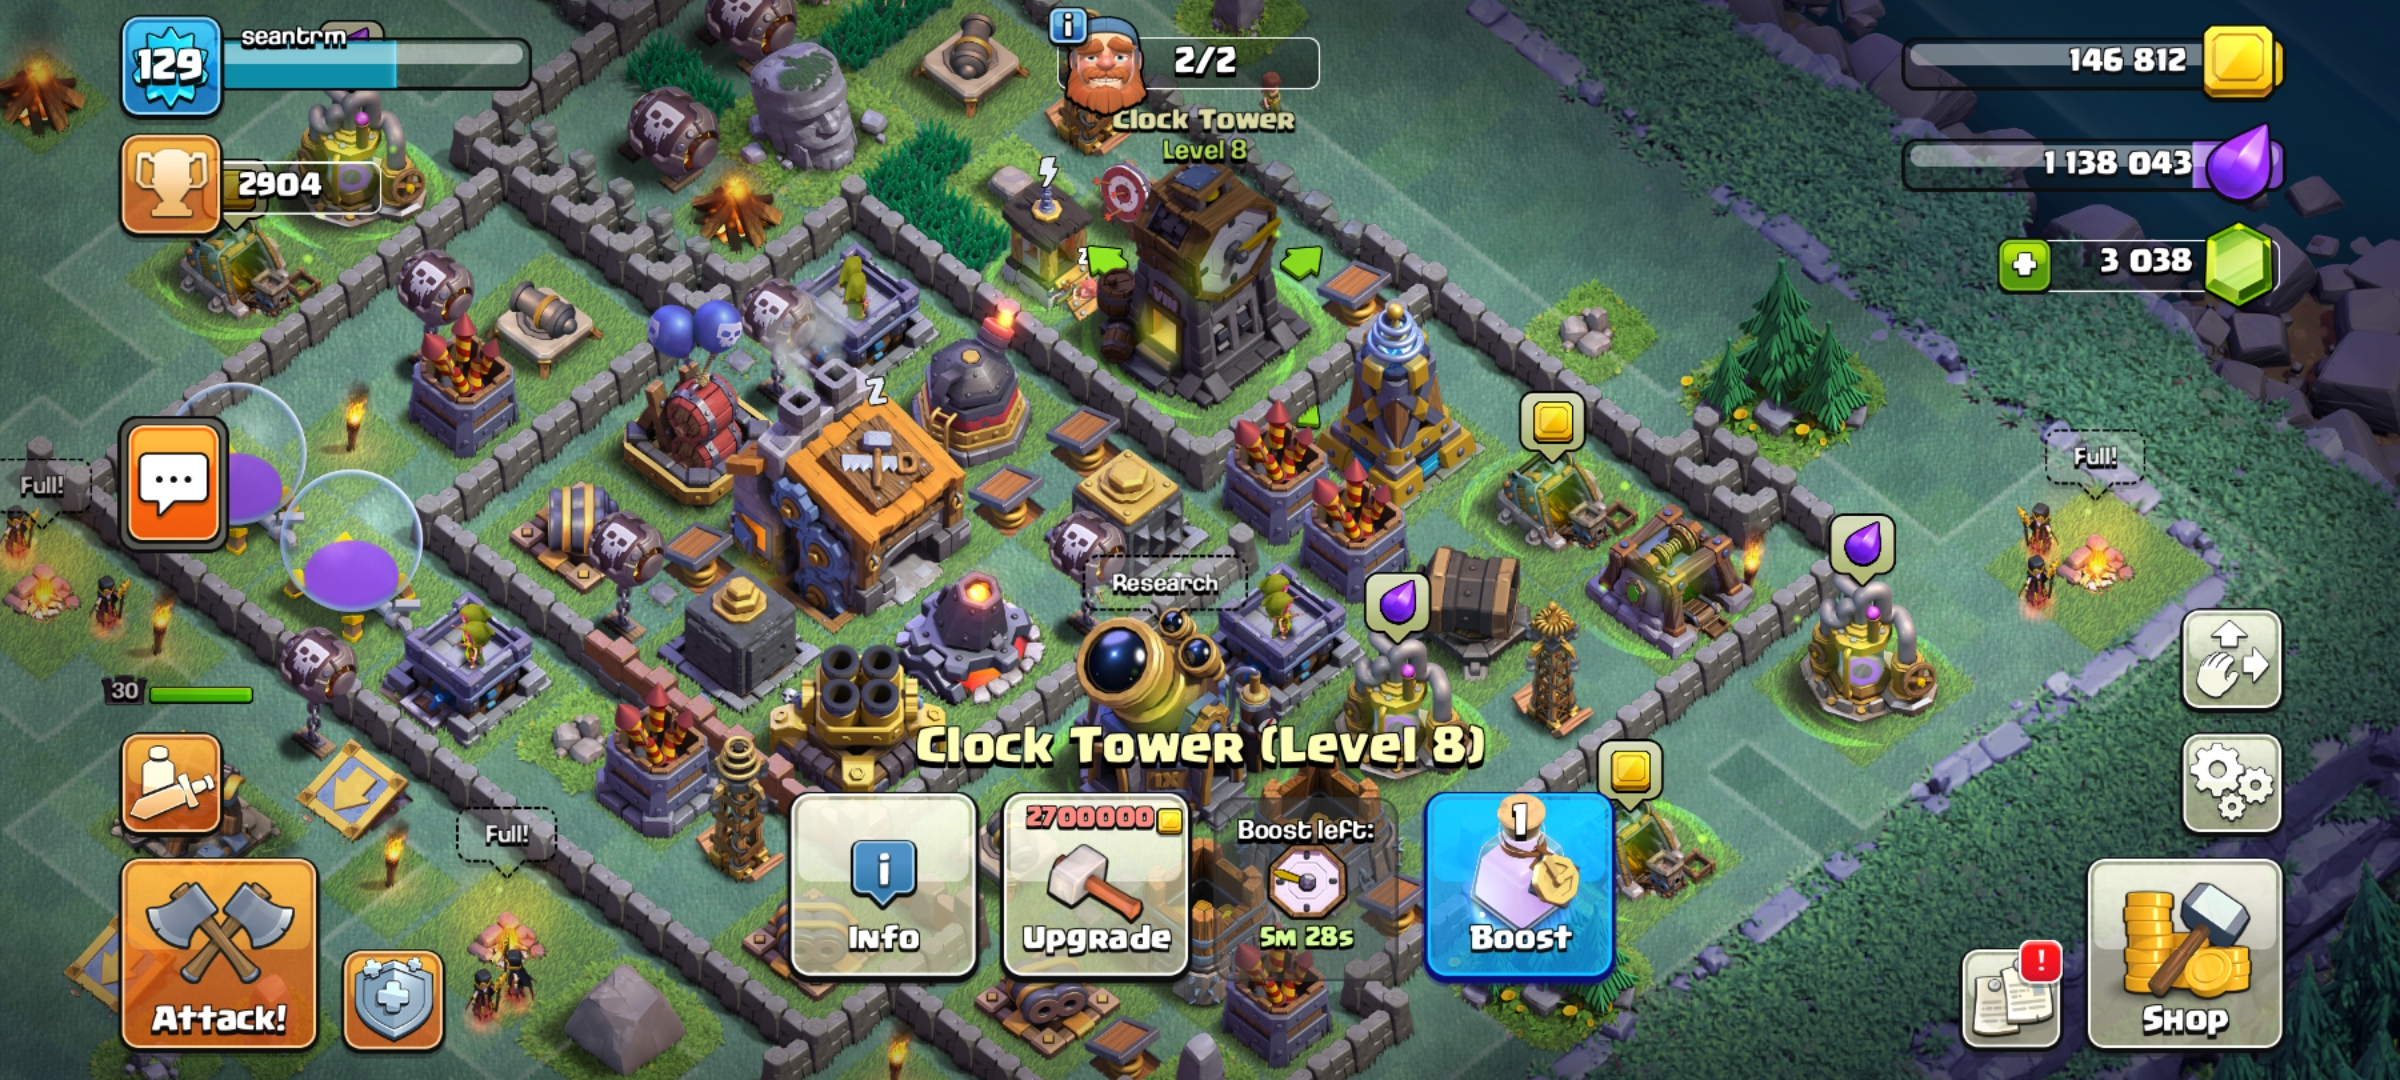 129
seantrm
2/2
146 812
Clock Tower
Level 8
1 138 043
2904
3 038
z
Z
Full!
Full!
Research
30
Clock Tower (Level 8)
2700000
1
Full!
Boost left:
Info
Upgrade
5m 28s
Boost
!
Attack!
Shop